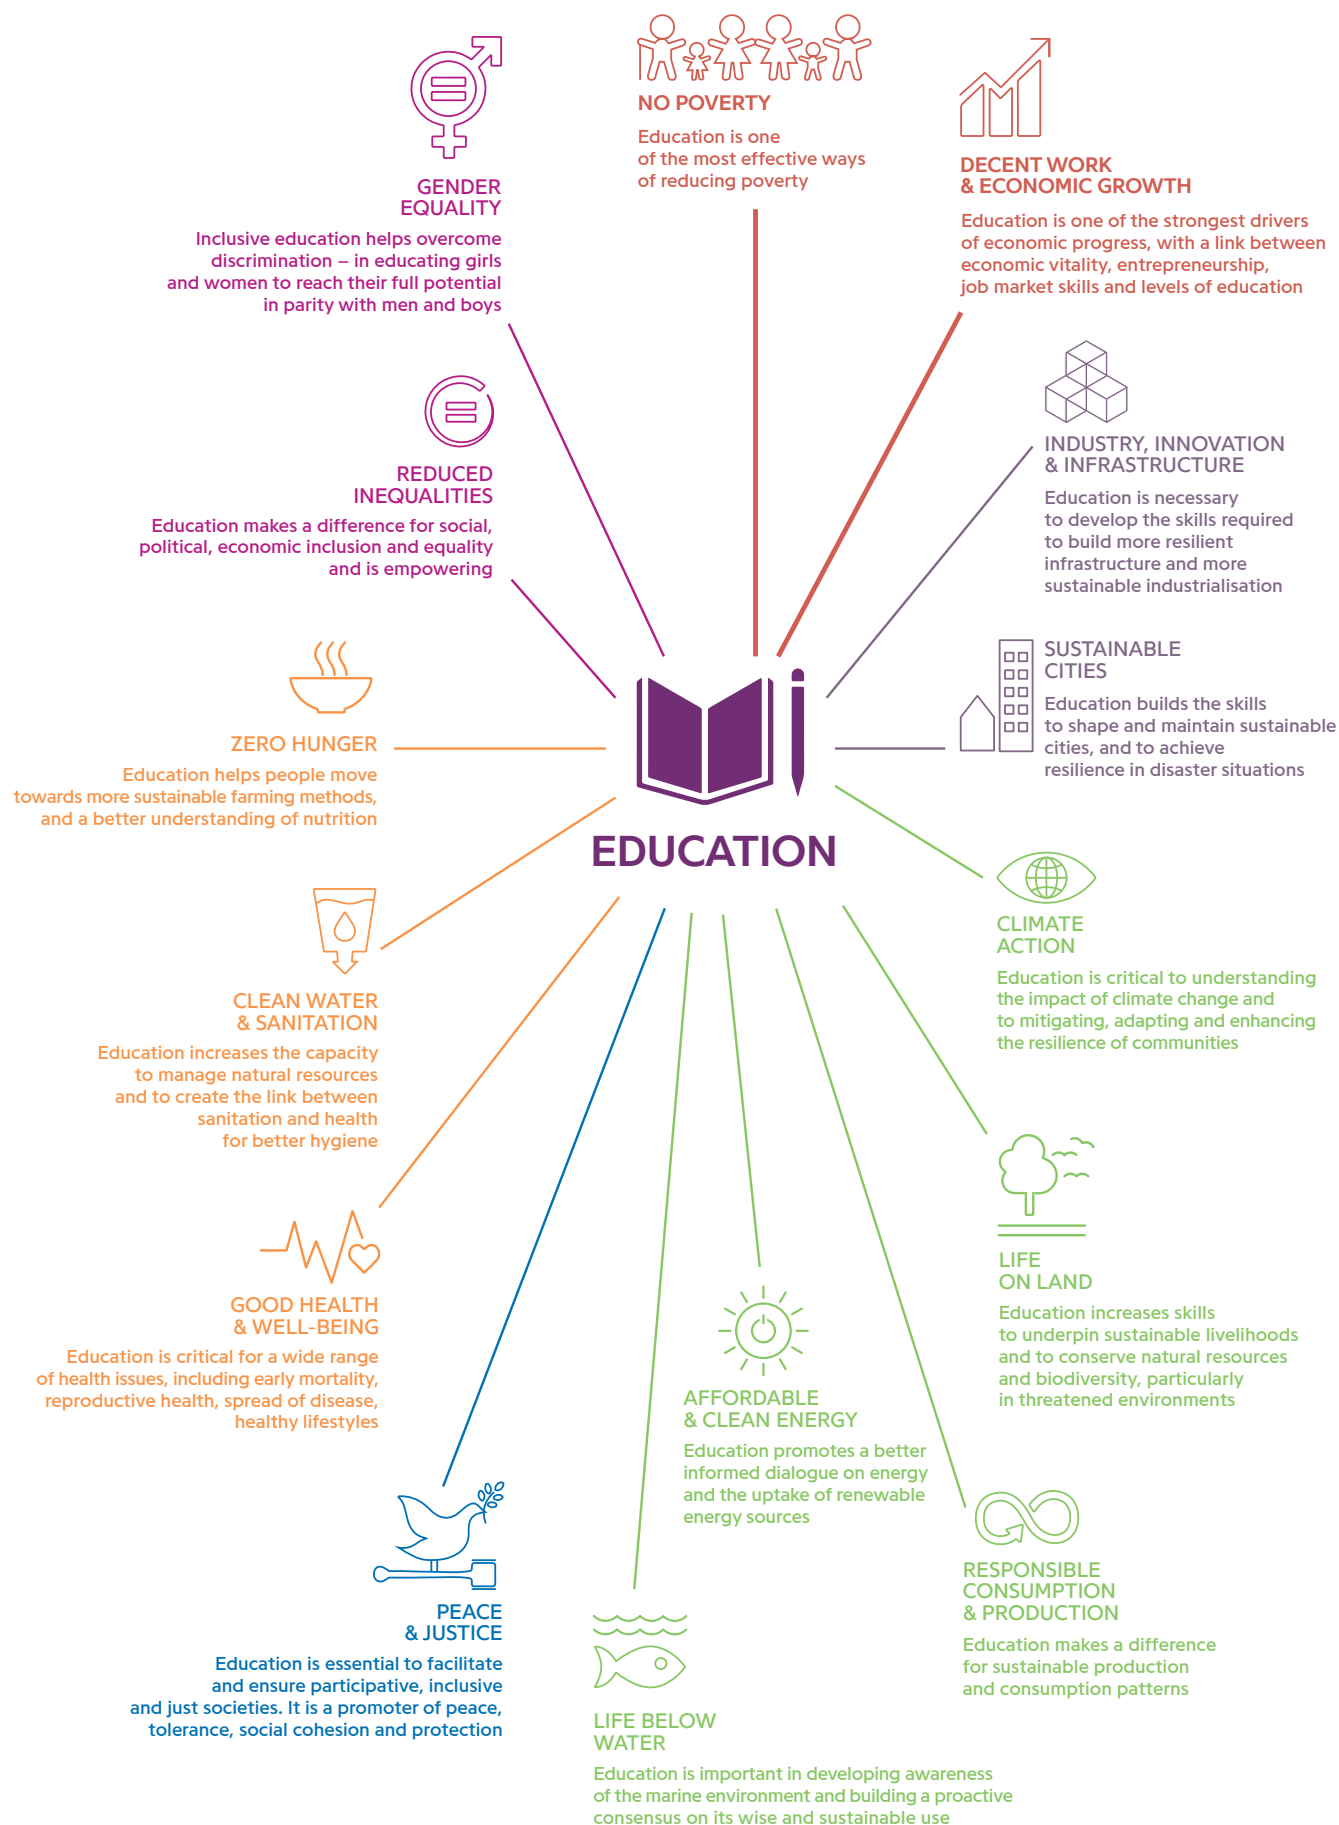 NO POVERTY
Education is one
of the most effective ways
of reducing poverty
DECENT WORK
& ECONOMIC GROWTH
Education is one of the strongest drivers
of economic progress, with a link between
economic vitality, entrepreneurship,
job market skills and levels of education
INDUSTRY, INNOVATION
& INFRASTRUCTURE
Education is necessary
to develop the skills required
to build more resilient
infrastructure and more
sustainable industrialisation
SUSTAINABLE
CITIES
Education builds the skills
to shape and maintain sustainable
cities, and to achieve
resilience in disaster situations
CLIMATE
ACTION
Education is critical to understanding
the impact of climate change and
to mitigating, adapting and enhancing
the resilience of communities
LIFE
ON LAND
Education increases skills
to underpin sustainable livelihoods
and to conserve natural resources
and biodiversity, particularly
in threatened environments
RESPONSIBLE
CONSUMPTION
& PRODUCTION
Education makes a difference
for sustainable production
and consumption patterns
AFFORDABLE
& CLEAN ENERGY
Education promotes a better
informed dialogue on energy
and the uptake of renewable
energy sources
LIFE BELOW
WATER
Education is important in developing awareness
of the marine environment and building a proactive
consensus on its wise and sustainable use
PEACE
& JUSTICE
Education is essential to facilitate
and ensure participative, inclusive
and just societies. It is a promoter of peace,
tolerance, social cohesion and protection
GOOD HEALTH
& WELL-BEING
Education is critical for a wide range
of health issues, including early mortality,
reproductive health, spread of disease,
healthy lifestyles
CLEAN WATER
& SANITATION
Education increases the capacity
to manage natural resources
and to create the link between
sanitation and health
for better hygiene
ZERO HUNGER
Education helps people move
towards more sustainable farming methods,
and a better understanding of nutrition
REDUCED
INEQUALITIES
Education makes a difference for social,
political, economic inclusion and equality
and is empowering
GENDER
EQUALITY
Inclusive education helps overcome
discrimination – in educating girls
and women to reach their full potential
in parity with men and boys
EDUCATION